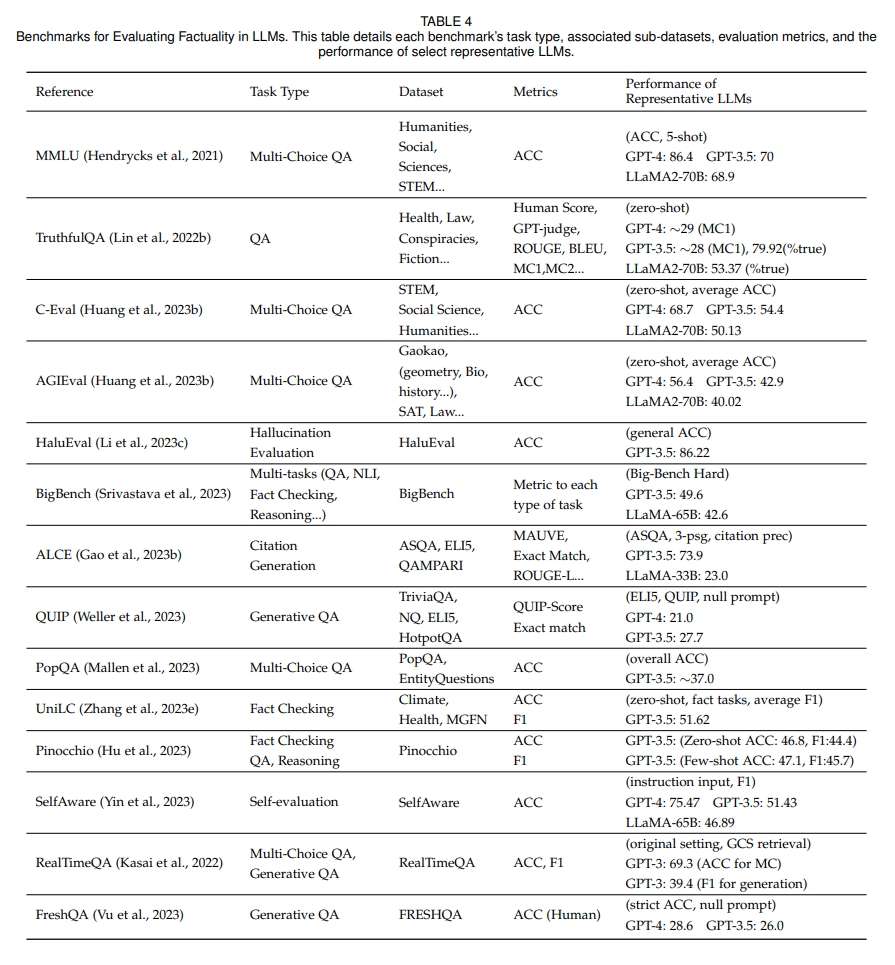 TABLE 4
Benchmarks for Evaluating Factuality in LLMs. This table details each benchmark's task type, associated sub-datasets, evaluation metrics, and the
performance of select representative LLMs.
Reference Task Type Dataset Metrics Performance of
Representative LLMs
MMLU (Hendrycks et al., 2021) Multi-Choice QA Humanities,
Social,
Sciences,
STEM... ACC (ACC, 5-shot)
GPT-4: 86.4 GPT-3.5: 70
LLaMA2-70B: 68.9
TruthfulQA (Lin et al., 2022b) QA Health, Law,
Conspiracies,
Fiction... Human Score,
GPT-judge,
ROUGE, BLEU,
MC1,MC2... (zero-shot)
GPT-4: ~29 (MC1)
GPT-3.5: ~28 (MC1), 79.92(%true)
LLaMA2-70B: 53.37 (%true)
C-Eval (Huang et al., 2023b) Multi-Choice QA STEM,
Social Science,
Humanities... ACC (zero-shot, average ACC)
GPT-4: 68.7 GPT-3.5: 54.4
LLaMA2-70B: 50.13
AGIEval (Huang et al., 2023b) Multi-Choice QA Gaokao,
(geometry, Bio,
history...),
SAT, Law... ACC (zero-shot, average ACC)
GPT-4: 56.4 GPT-3.5: 42.9
LLaMA2-70B: 40.02
HaluEval (Li et al., 2023c) Hallucination
Evaluation HaluEval ACC (general ACC)
GPT-3.5: 86.22
BigBench (Srivastava et al., 2023) Multi-tasks (QA, NLI,
Fact Checking,
Reasoning...) BigBench Metric to each
type of task (Big-Bench Hard)
GPT-3.5: 49.6
LLaMA-65B: 42.6
ALCE (Gao et al., 2023b) Citation
Generation ASQA, ELI5,
QAMPARI MAUVE,
Exact Match,
ROUGE-L... (ASQA, 3-psg, citation prec)
GPT-3.5: 73.9
LLaMA-33B: 23.0
QUIP (Weller et al., 2023) Generative QA TriviaQA,
NQ, ELI5,
HotpotQA QUIP-Score
Exact match (ELI5, QUIP, null prompt)
GPT-4: 21.0
GPT-3.5: 27.7
PopQA (Mallen et al., 2023) Multi-Choice QA PopQA,
EntityQuestions ACC (overall ACC)
GPT-3.5: ~37.0
UniLC (Zhang et al., 2023e) Fact Checking Climate,
Health, MGFN ACC
F1 (zero-shot, fact tasks, average F1)
GPT-3.5: 51.62
Pinocchio (Hu et al., 2023) Fact Checking
QA, Reasoning Pinocchio ACC
F1 GPT-3.5: (Zero-shot ACC: 46.8, F1:44.4)
GPT-3.5: (Few-shot ACC: 47.1, F1:45.7)
SelfAware (Yin et al., 2023) Self-evaluation SelfAware ACC (instruction input, F1)
GPT-4: 75.47 GPT-3.5: 51.43
LLaMA-65B: 46.89
RealTimeQA (Kasai et al., 2022) Multi-Choice QA,
Generative QA RealTimeQA ACC, F1 (original setting, GCS retrieval)
GPT-3: 69.3 (ACC for MC)
GPT-3: 39.4 (F1 for generation)
FreshQA (Vu et al., 2023) Generative QA FRESHQA ACC (Human) (strict ACC, null prompt)
GPT-4: 28.6 GPT-3.5: 26.0